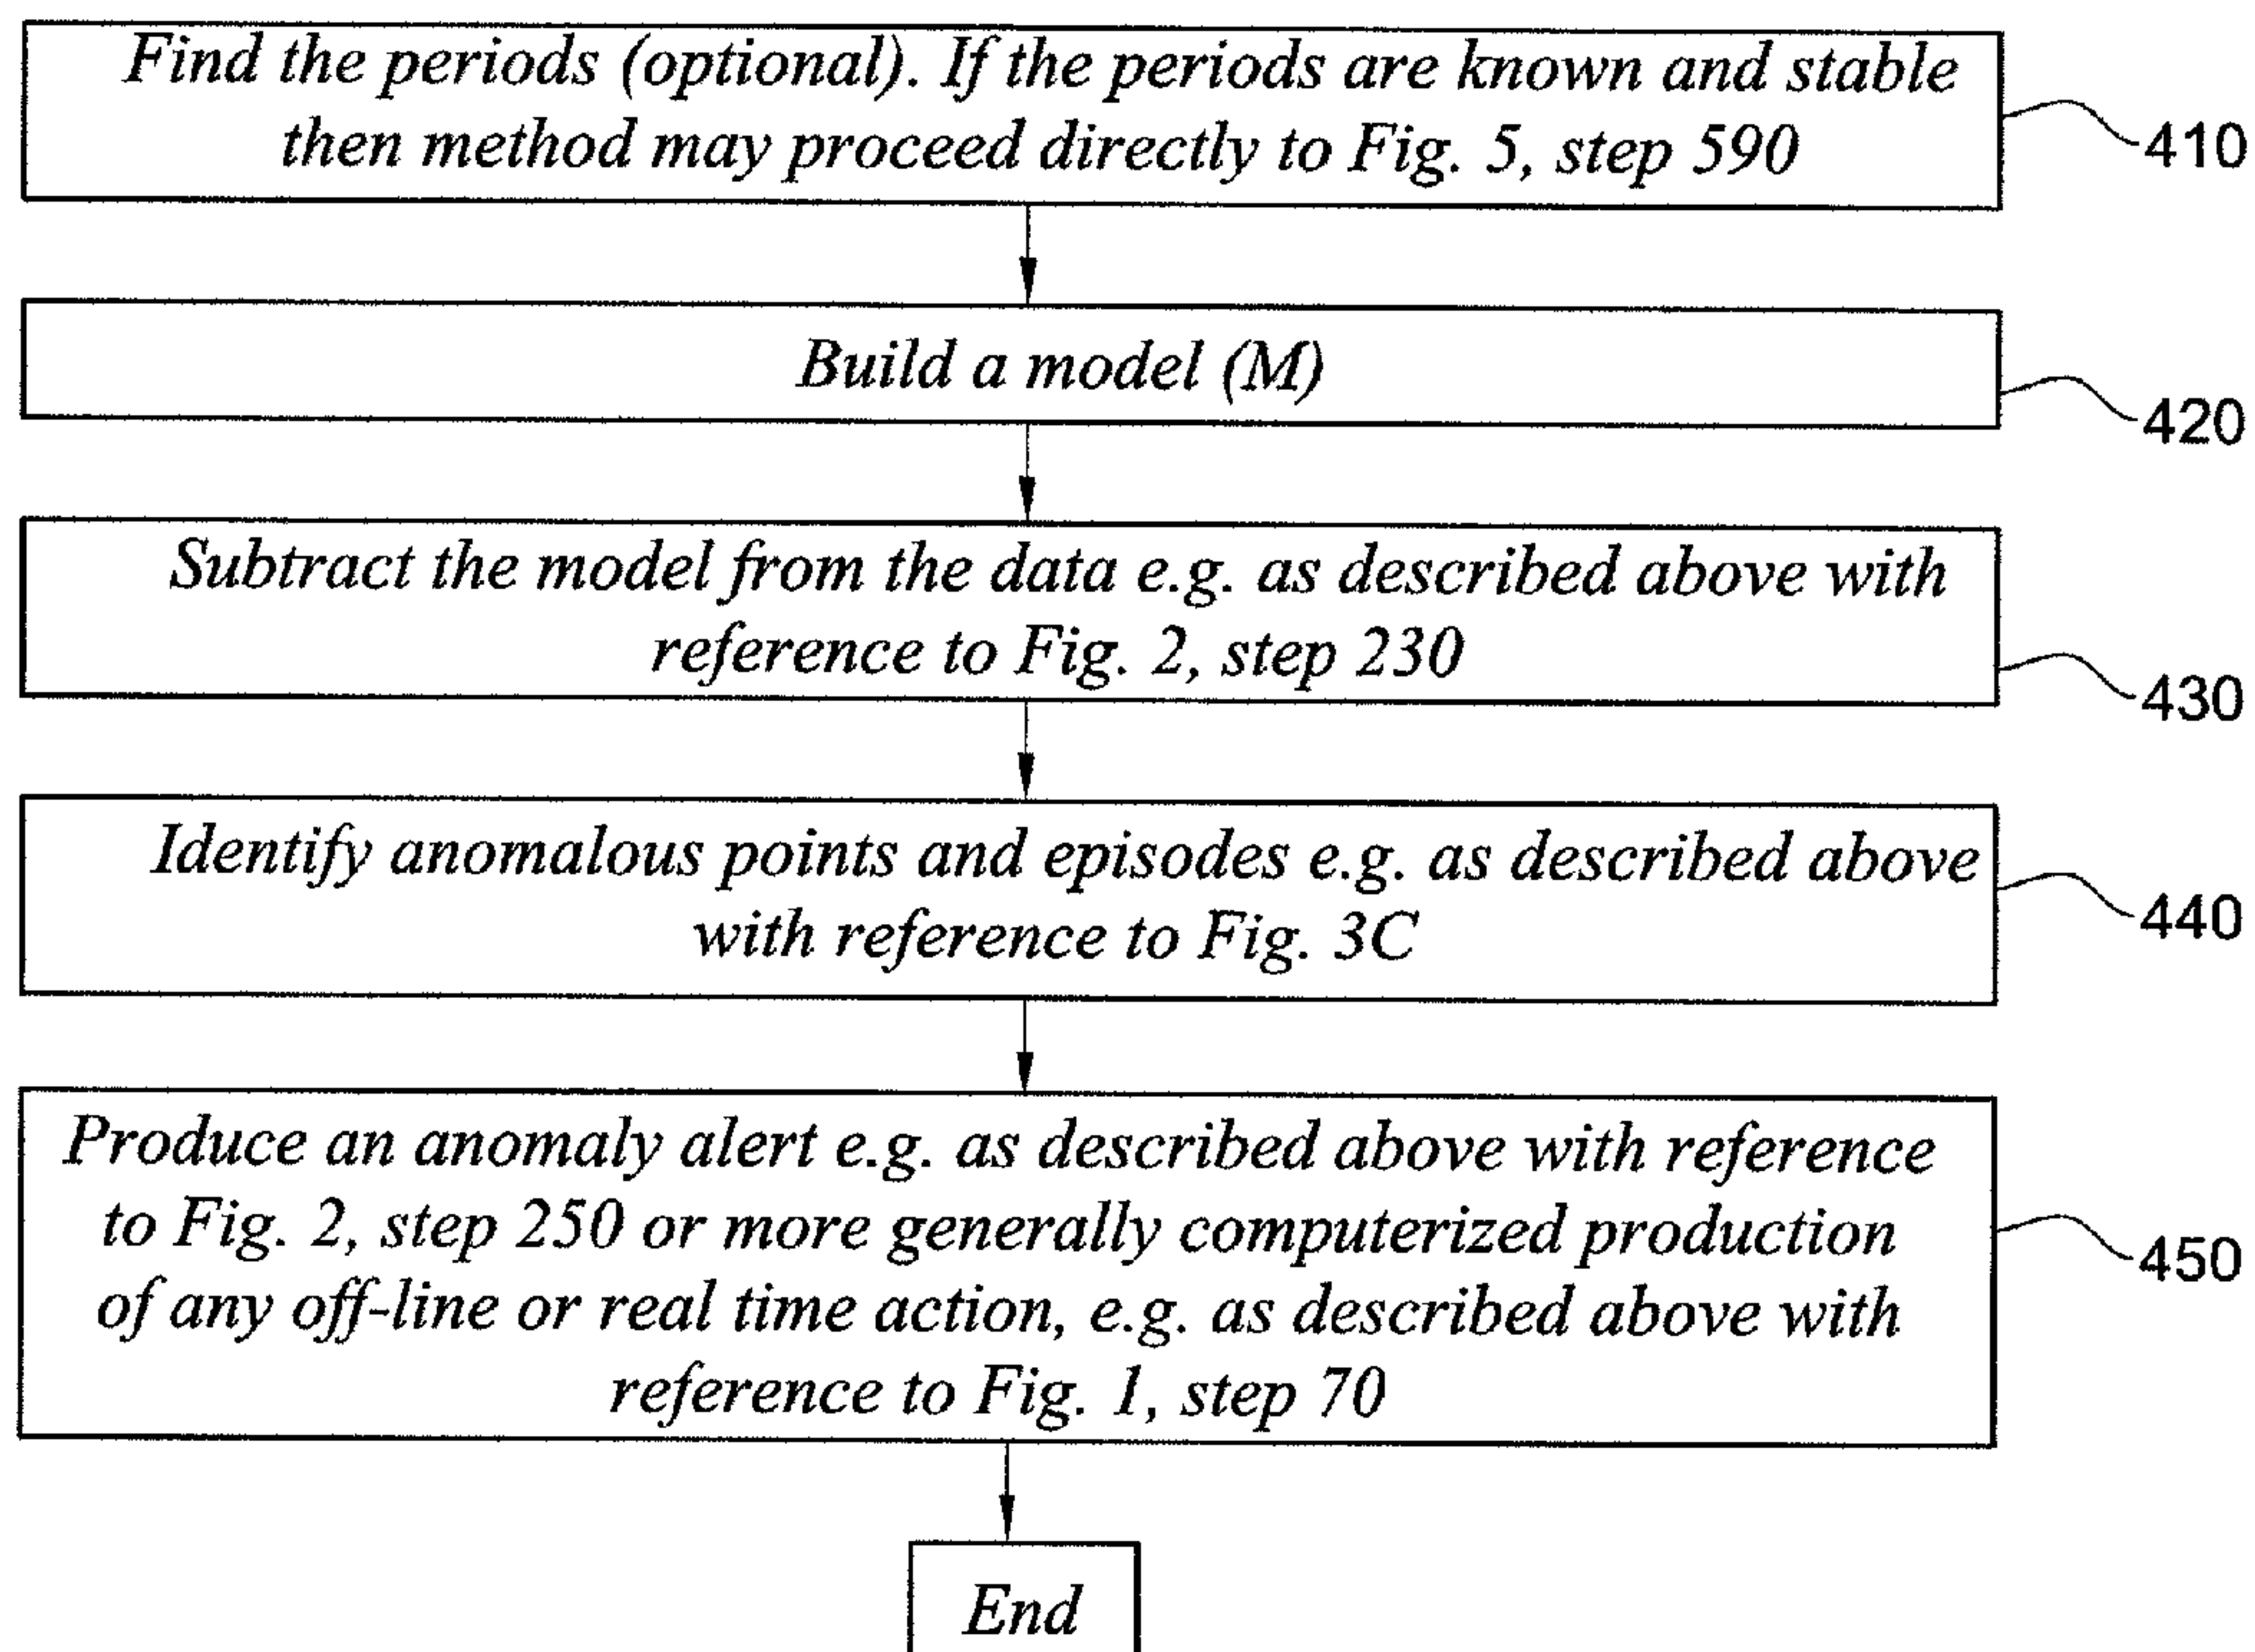 Find the periods (optional). If the periods are known and stable
then method may proceed directly to Fig. 5, step 590
410
Build a model (M)
420
Subtract the model from the data e.g. as described above with
reference to Fig. 2, step 230
430
Identify anomalous points and episodes e.g. as described above
with reference to Fig. 3C
440
Produce an anomaly alert e.g. as described above with reference
to Fig. 2, step 250 or more generally computerized production
of any off-line or real time action, e.g. as described above with
reference to Fig. 1, step 70
450
End